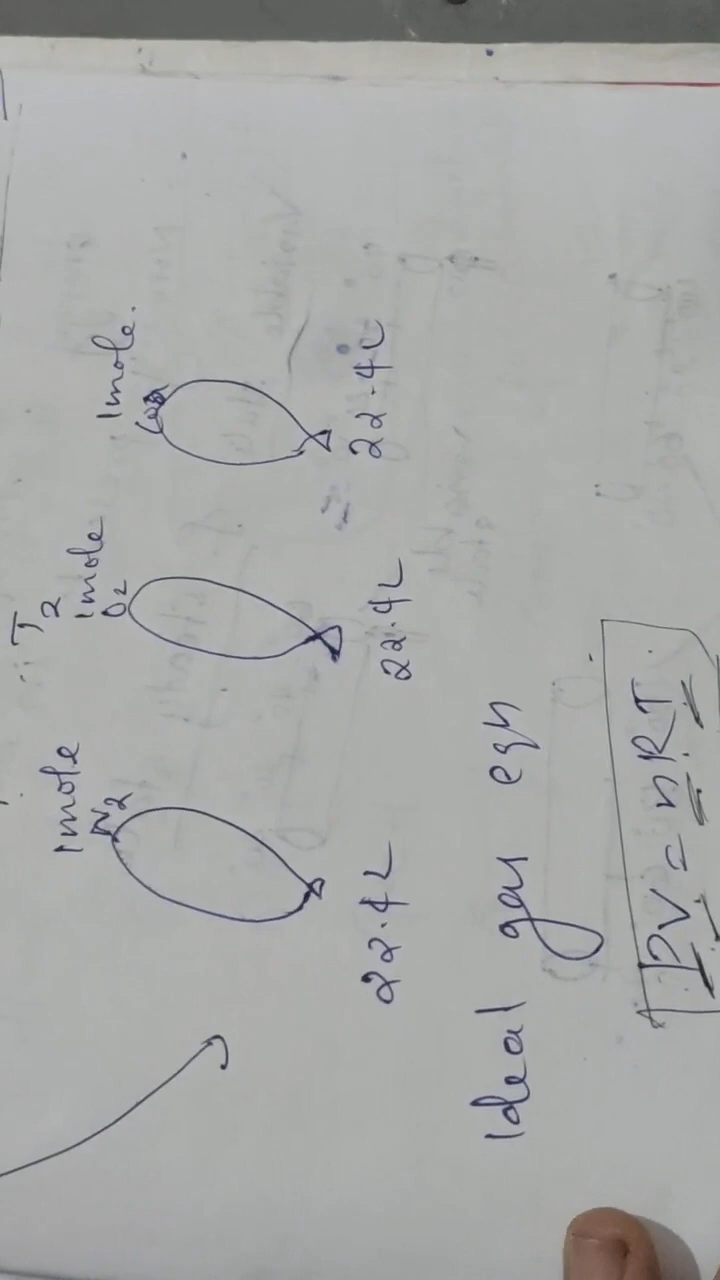 T2
1mole 1mole 1mole.
N2 O2
22.4L 22.4L 22.4L
Ideal gas eqn
PV = nRT.